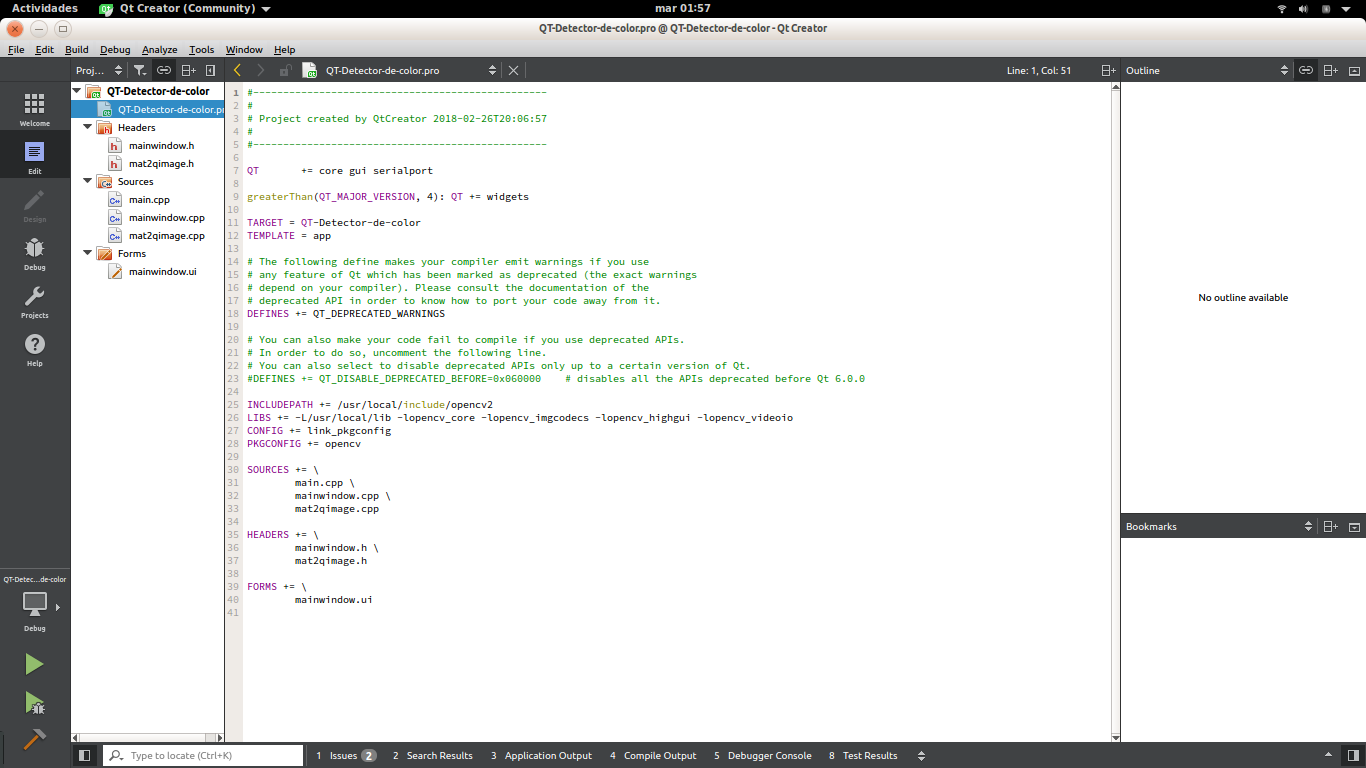 Actividades Qt Creator (Community) mar 01:57
QT-Detector-de-color.pro @ QT-Detector-de-color - Qt Creator
File Edit Build Debug Analyze Tools Window Help
Proj... QT-Detector-de-color.pro Line: 1, Col: 51 Outline
Welcome
Edit
Design
Debug
Projects
Help
QT-Detec...de-color
Debug
QT-Detector-de-color
QT-Detector-de-color.pr
Headers
mainwindow.h
mat2qimage.h
Sources
main.cpp
mainwindow.cpp
mat2qimage.cpp
Forms
mainwindow.ui
1 #-------------------------------------------------
2 #
3 # Project created by QtCreator 2018-02-26T20:06:57
4 #
5 #-------------------------------------------------
6
7 QT       += core gui serialport
8
9 greaterThan(QT_MAJOR_VERSION, 4): QT += widgets
10
11 TARGET = QT-Detector-de-color
12 TEMPLATE = app
13
14 # The following define makes your compiler emit warnings if you use
15 # any feature of Qt which has been marked as deprecated (the exact warnings
16 # depend on your compiler). Please consult the documentation of the
17 # deprecated API in order to know how to port your code away from it.
18 DEFINES += QT_DEPRECATED_WARNINGS
19
20 # You can also make your code fail to compile if you use deprecated APIs.
21 # In order to do so, uncomment the following line.
22 # You can also select to disable deprecated APIs only up to a certain version of Qt.
23 #DEFINES += QT_DISABLE_DEPRECATED_BEFORE=0x060000    # disables all the APIs deprecated before Qt 6.0.0
24
25 INCLUDEPATH += /usr/local/include/opencv2
26 LIBS += -L/usr/local/lib -lopencv_core -lopencv_imgcodecs -lopencv_highgui -lopencv_videoio
27 CONFIG += link_pkgconfig
28 PKGCONFIG += opencv
29
30 SOURCES += \
31         main.cpp \
32         mainwindow.cpp \
33         mat2qimage.cpp
34
35 HEADERS += \
36         mainwindow.h \
37         mat2qimage.h
38
39 FORMS += \
40         mainwindow.ui
41
No outline available
Bookmarks
Type to locate (Ctrl+K) 1 Issues 2 2 Search Results 3 Application Output 4 Compile Output 5 Debugger Console 8 Test Results